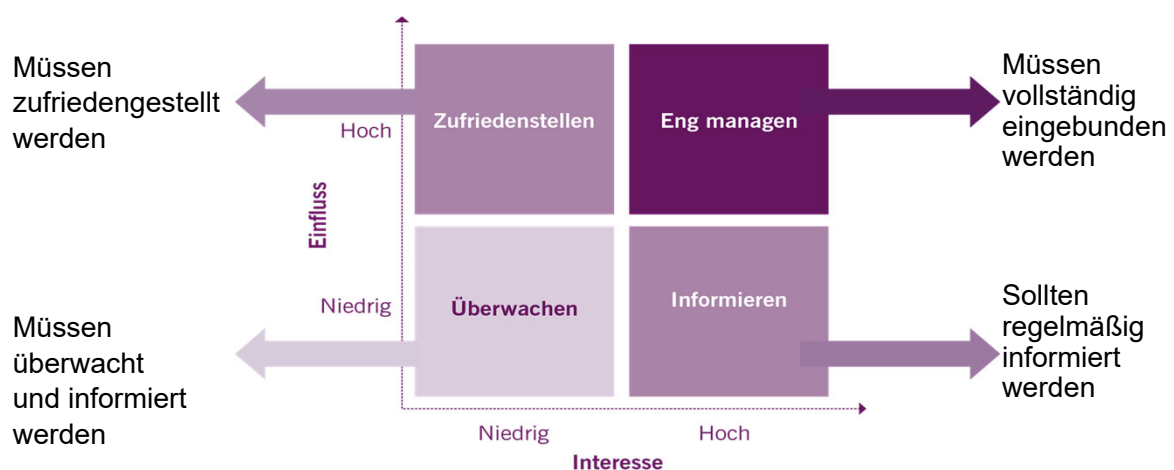 Müssen
zufriedengestellt
werden
Hoch
Zufriedenstellen
Eng managen
Müssen
vollständig
eingebunden
werden
Einfluss
Niedrig
Überwachen
Informieren
Müssen
überwacht
und informiert
werden
Sollten
regelmäßig
informiert
werden
Niedrig
Hoch
Interesse